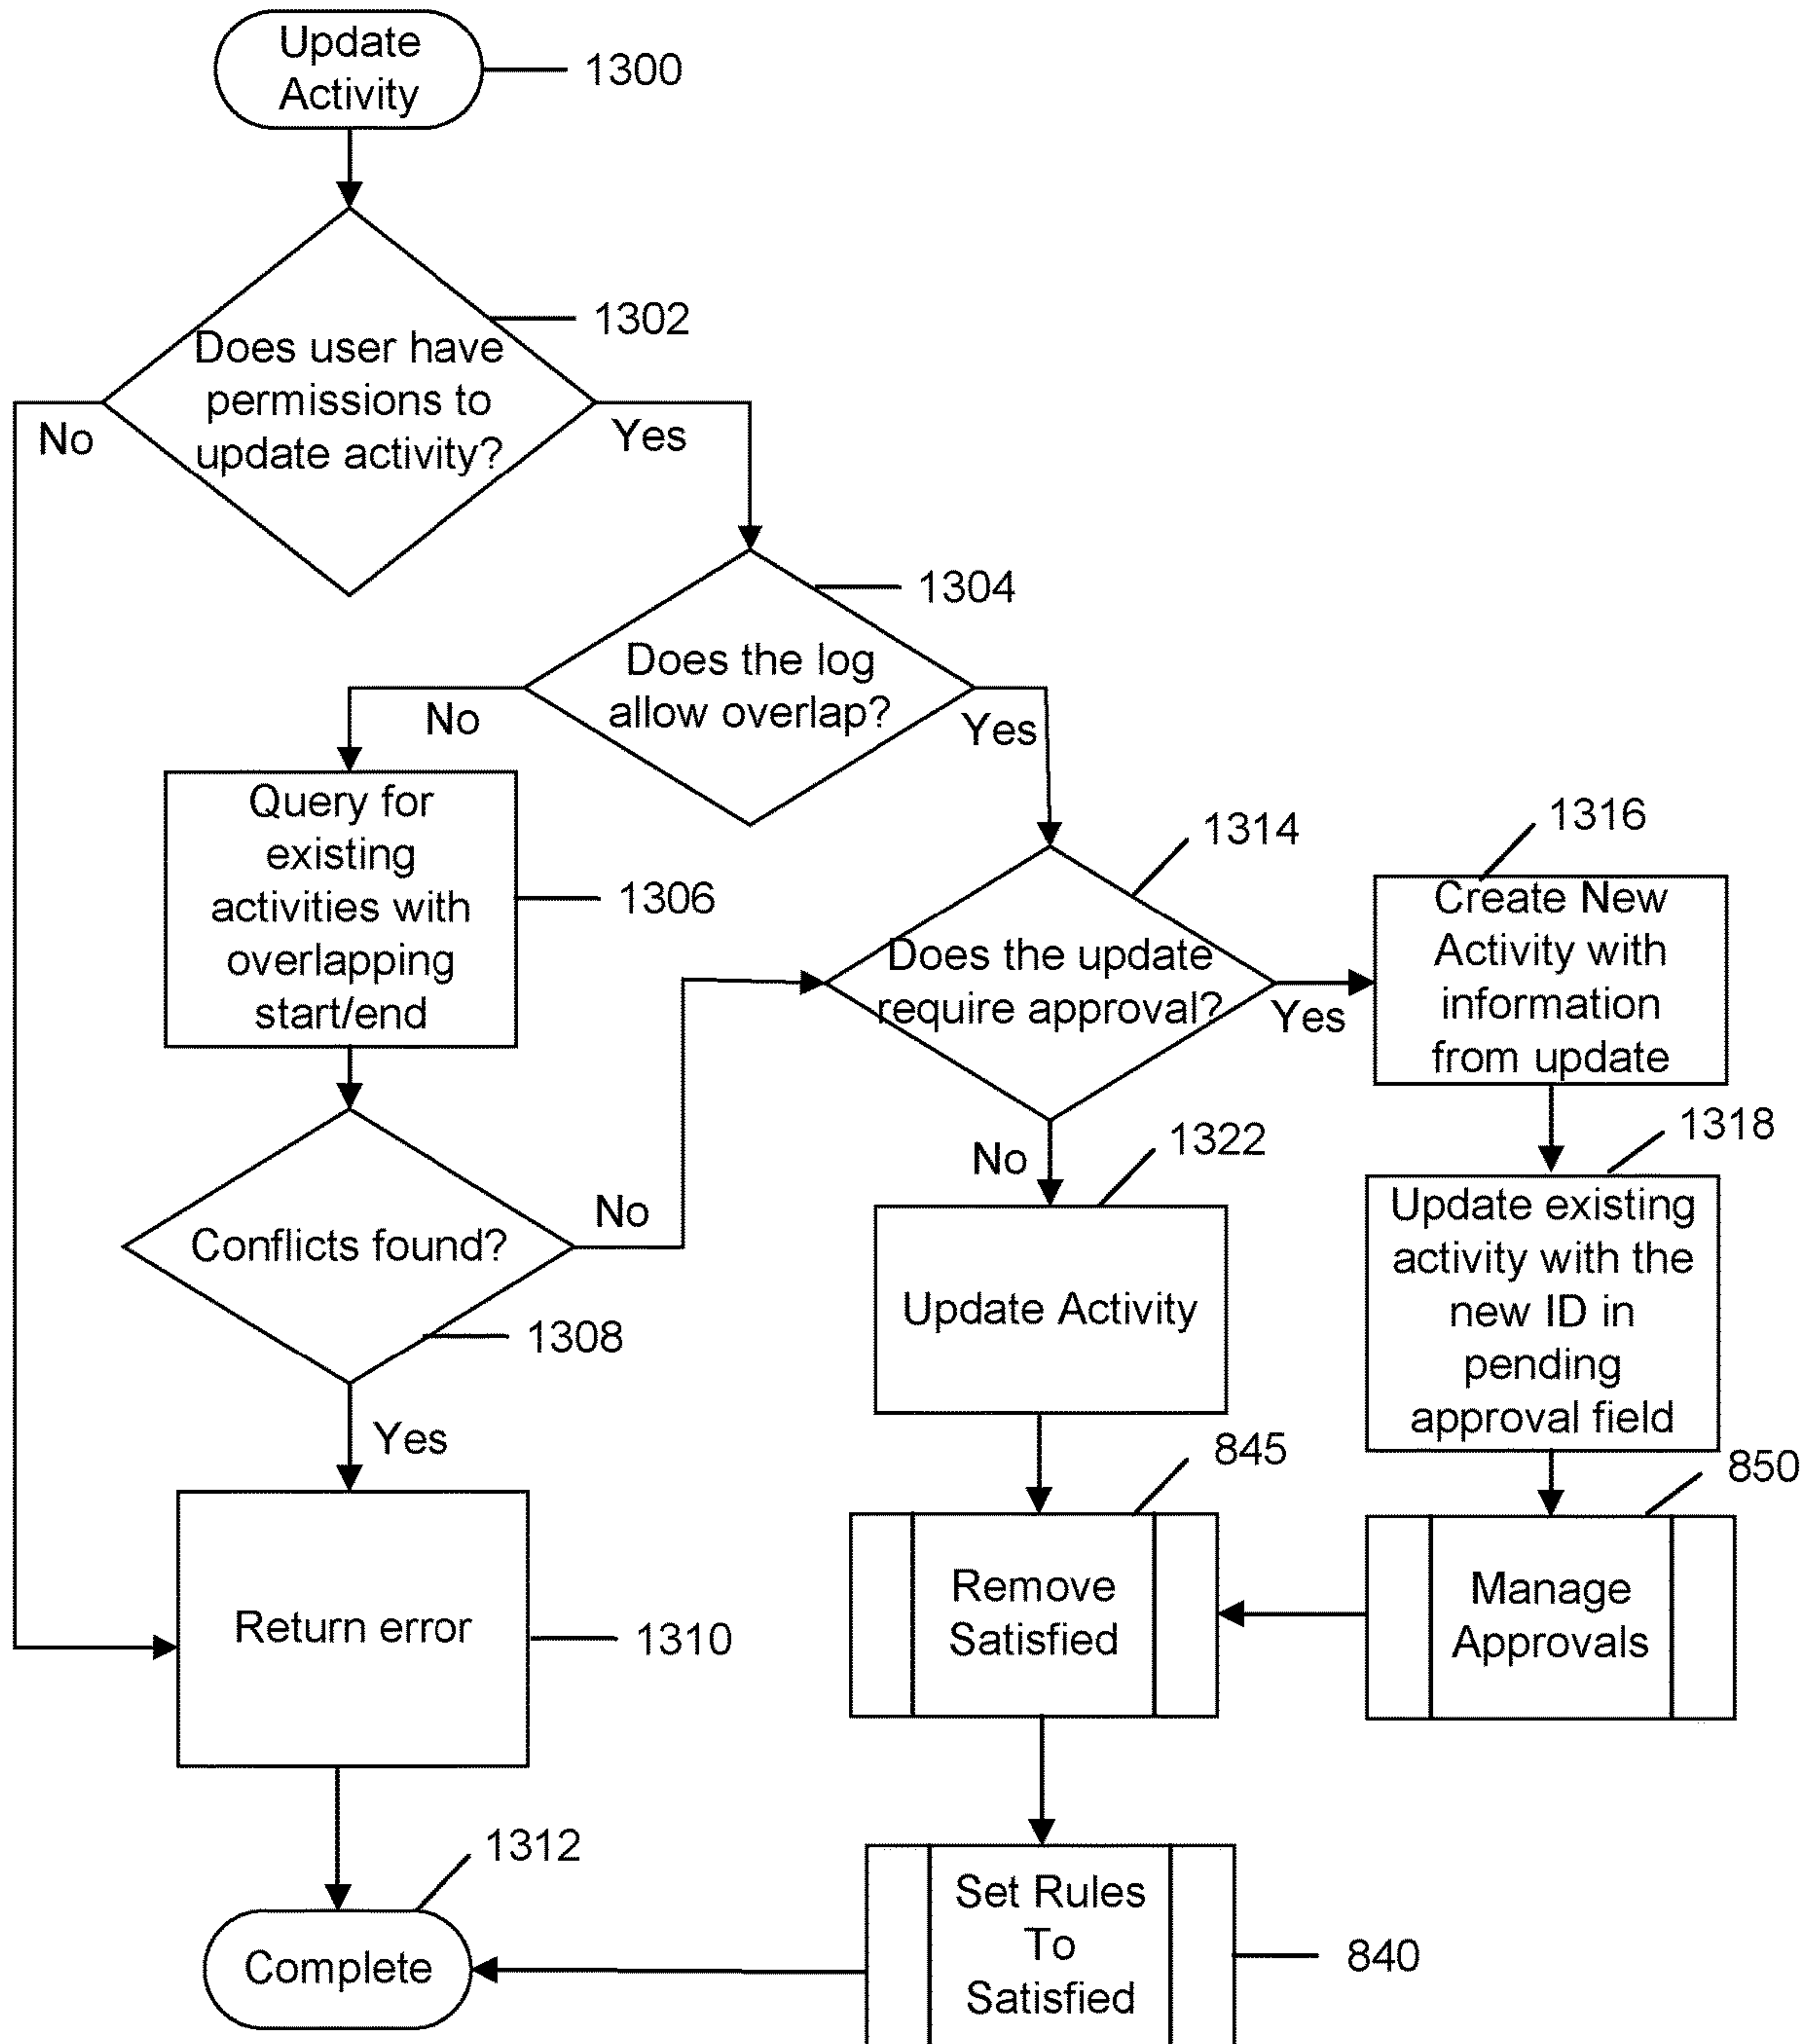 Update
Activity
1300
1302
Does user have
permissions to
update activity?
No
Yes
1304
Does the log
allow overlap?
No
Yes
Query for
existing
activities with
overlapping
start/end
1306
1314
Does the update
require approval?
Yes
No
1316
Create New
Activity with
information
from update
1318
Update existing
activity with the
new ID in
pending
approval field
Conflicts found?
No
1308
Yes
1322
Update Activity
845
Remove
Satisfied
850
Manage
Approvals
Return error
1310
1312
Complete
Set Rules
To
Satisfied
840